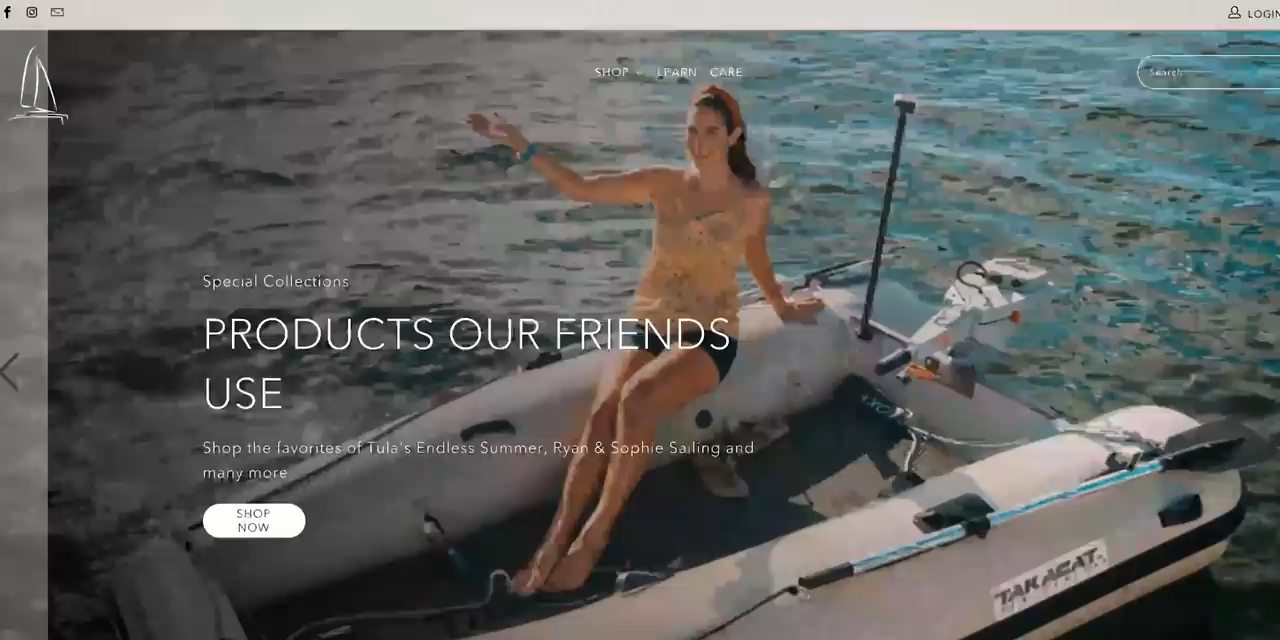 LOGIN
SHOP LEARN CARE
Search
Special Collections
PRODUCTS OUR FRIENDS
USE
Shop the favorites of Tula's Endless Summer, Ryan & Sophie Sailing and
many more
SHOP
NOW
TAKACAT